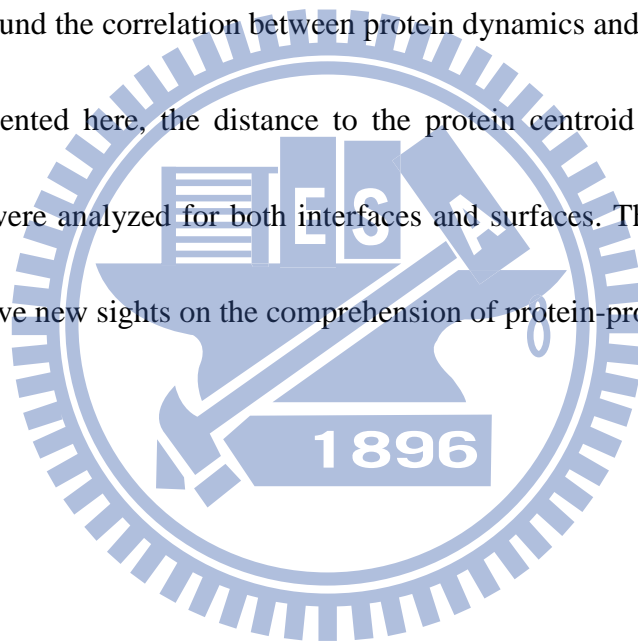 und the correlation between protein dynamics and
ented here, the distance to the protein centroid
were analyzed for both interfaces and surfaces. Th
ve new sights on the comprehension of protein-pro
E S A
1896